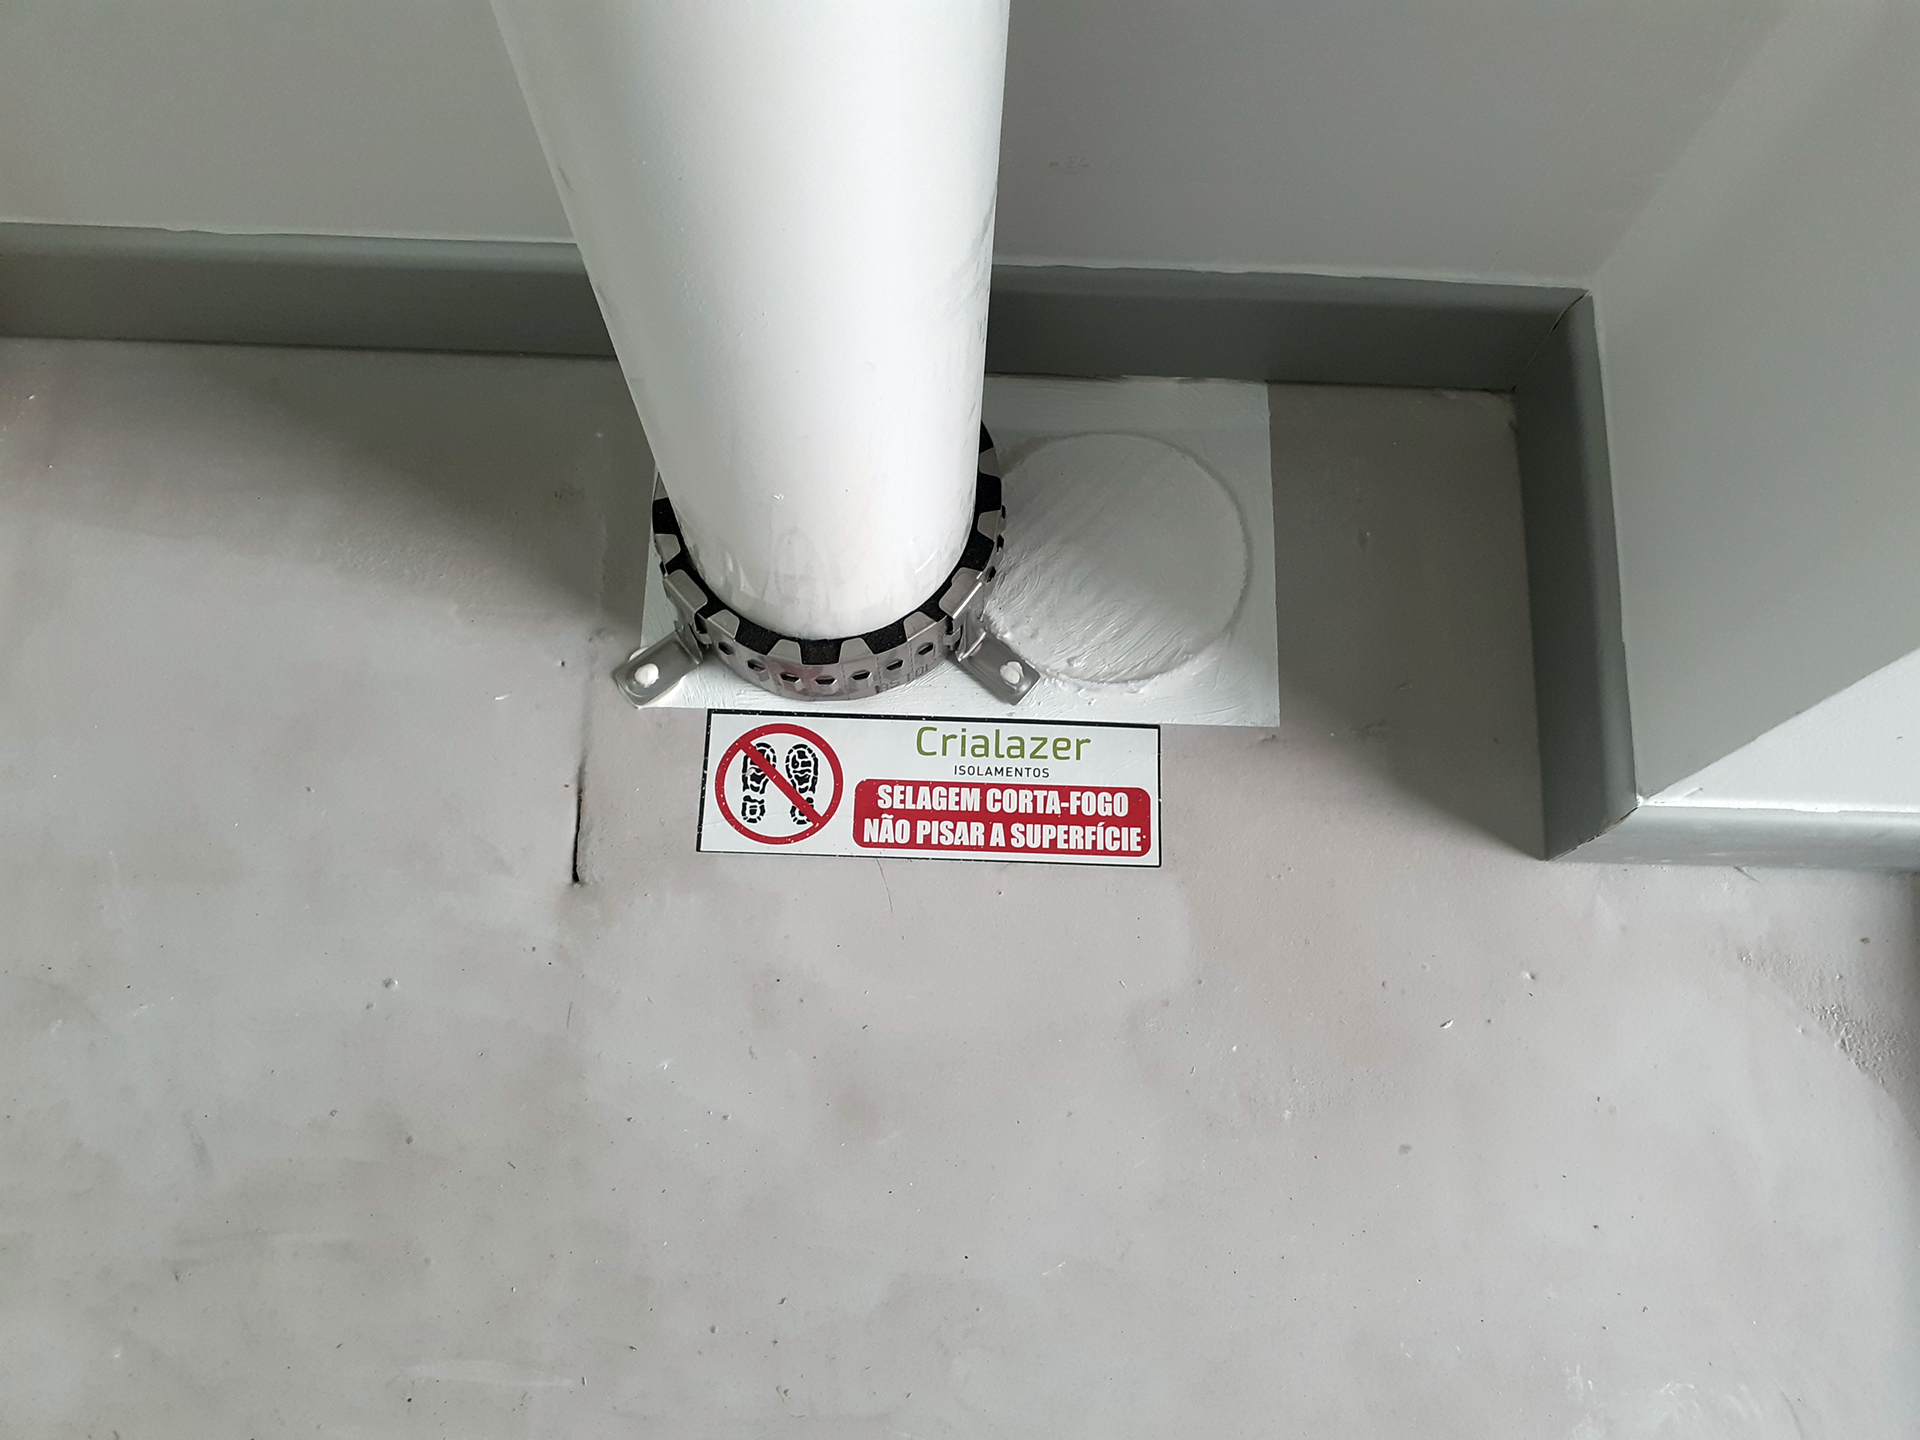 Crialazer
ISOLAMENTOS
SELAGEM CORTA-FOGO
NÃO PISAR A SUPERFÍCIE